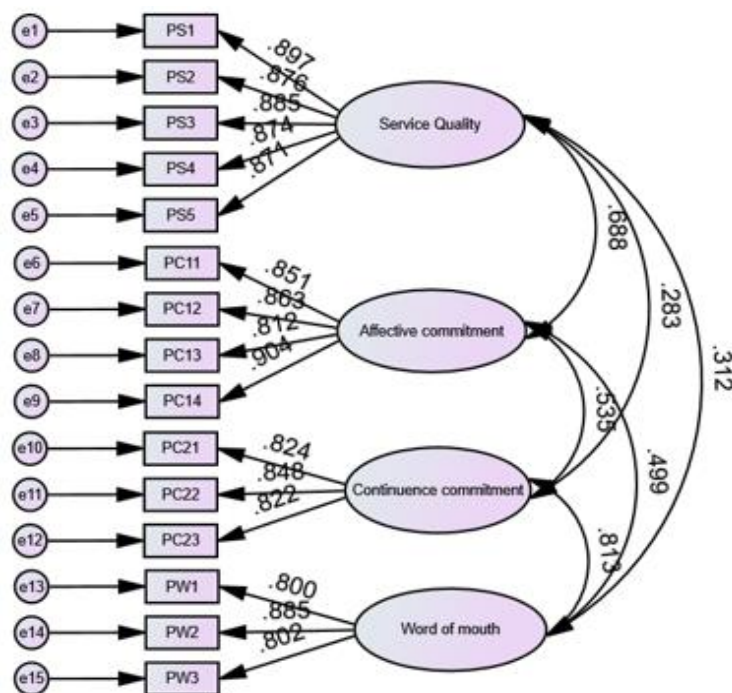 e1 PS1
.897
e2 PS2
.876
e3 PS3
.885
Service Quality
e4 PS4
.874
e5 PS5
.871
.688
e6 PC11
.851
.283
e7 PC12
.863
Affective commitment
.312
e8 PC13
.812
e9 PC14
.904
.535
e10 PC21
.824
.499
e11 PC22
.848
Continuence commitment
e12 PC23
.822
.813
e13 PW1
.800
e14 PW2
.885
Word of mouth
e15 PW3
.802